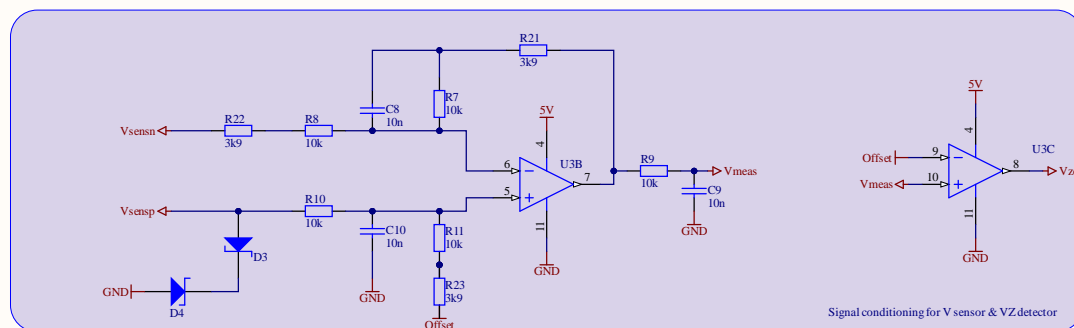 R21
3k9
R7
10k
C8
10n
5V
5V
R22
3k9
R8
10k
Vsensn
4
4
U3B
U3C
R9
10k
6
7
5
Vmeas
Offset
9
8
Vmeas
10
C9
10n
Vsensp
R10
10k
C10
10n
R11
10k
11
11
GND
GND
GND
D3
GND
D4
GND
R23
3k9
Offset
Signal conditioning for V sensor & VZ detector